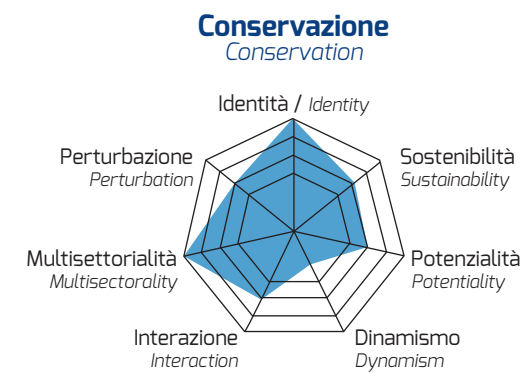 Conservazione
Conservation
Identità / Identity
Perturbazione
Perturbation
Sostenibilità
Sustainability
Multisettorialità
Multisectorality
Potenzialità
Potentiality
Interazione
Interaction
Dinamismo
Dynamism